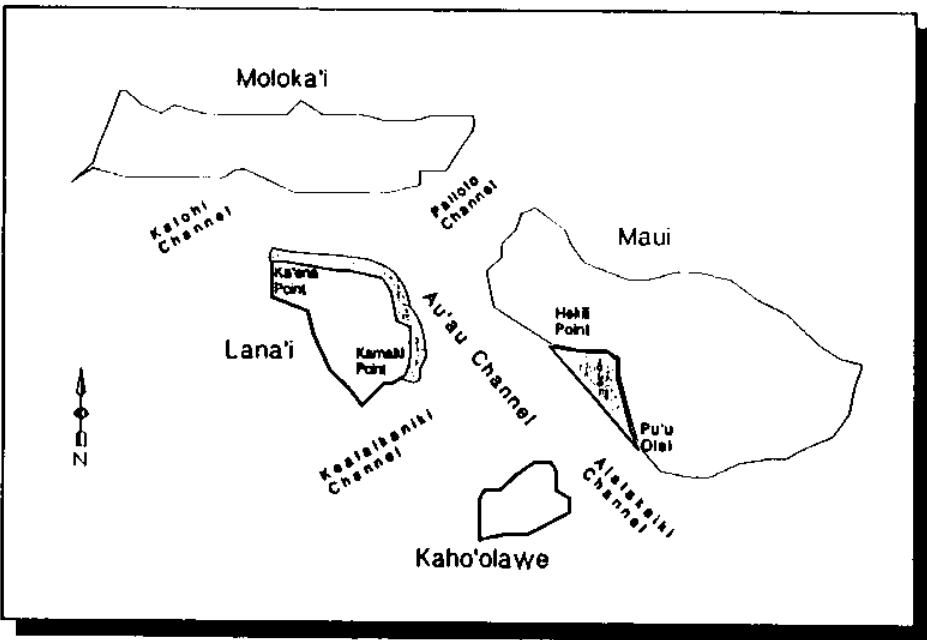 Moloka'i
Pailolo
Channel
Kalohi
Channel
Maui
Ka'ena
Point
Au'au Channel
Hekili
Point
Lana'i
Kamaiki
Point
N
Pu'u
Olai
Kealaikahiki
Channel
Alalakeiki
Channel
Kaho'olawe